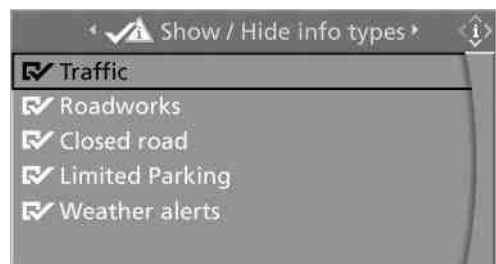 Show / Hide info types
Traffic
Roadworks
Closed road
Limited Parking
Weather alerts